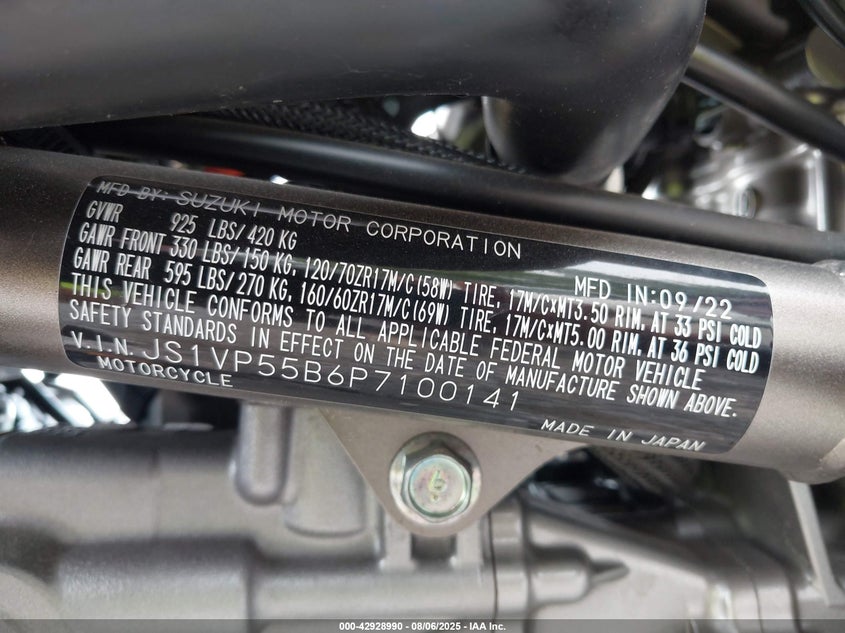 MFD BY: SUZUKI MOTOR CORPORATION
GVWR 925 LBS/420 KG MFD IN:09/22
GAWR FRONT 330 LBS/150 KG, 120/70ZR17M/C(58W) TIRE, 17M/CxMT3.50 RIM, AT 33 PSI COLD
GAWR REAR 595 LBS/270 KG, 160/60ZR17M/C(69W) TIRE, 17M/CxMT5.00 RIM, AT 36 PSI COLD
THIS VEHICLE CONFORMS TO ALL APPLICABLE FEDERAL MOTOR VEHICLE
SAFETY STANDARDS IN EFFECT ON THE DATE OF MANUFACTURE SHOWN ABOVE.
V.I.N. JS1VP55B6P7100141
MOTORCYCLE MADE IN JAPAN
6
000-42928990 - 08/06/2025 - IAA Inc.